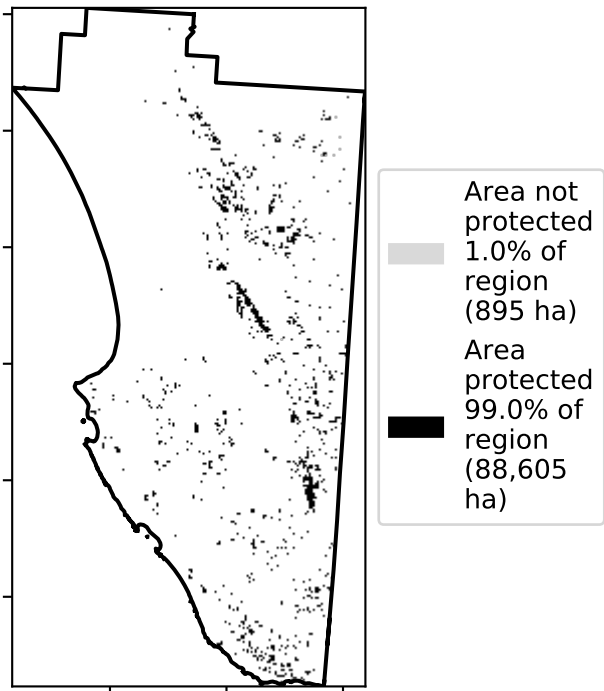 Area not
protected
1.0% of
region
(895 ha)
Area
protected
99.0% of
region
(88,605
ha)